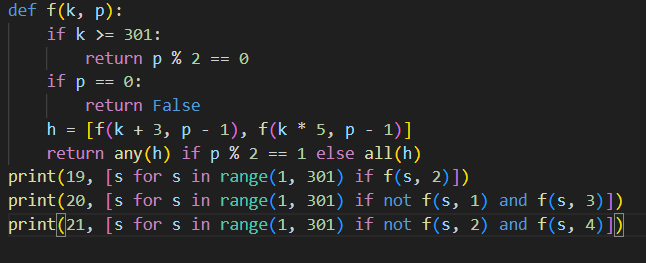 def f(k, p):
    if k >= 301:
        return p % 2 == 0
    if p == 0:
        return False
    h = [f(k + 3, p - 1), f(k * 5, p - 1)]
    return any(h) if p % 2 == 1 else all(h)
print(19, [s for s in range(1, 301) if f(s, 2)])
print(20, [s for s in range(1, 301) if not f(s, 1) and f(s, 3)])
print(21, [s for s in range(1, 301) if not f(s, 2) and f(s, 4)])